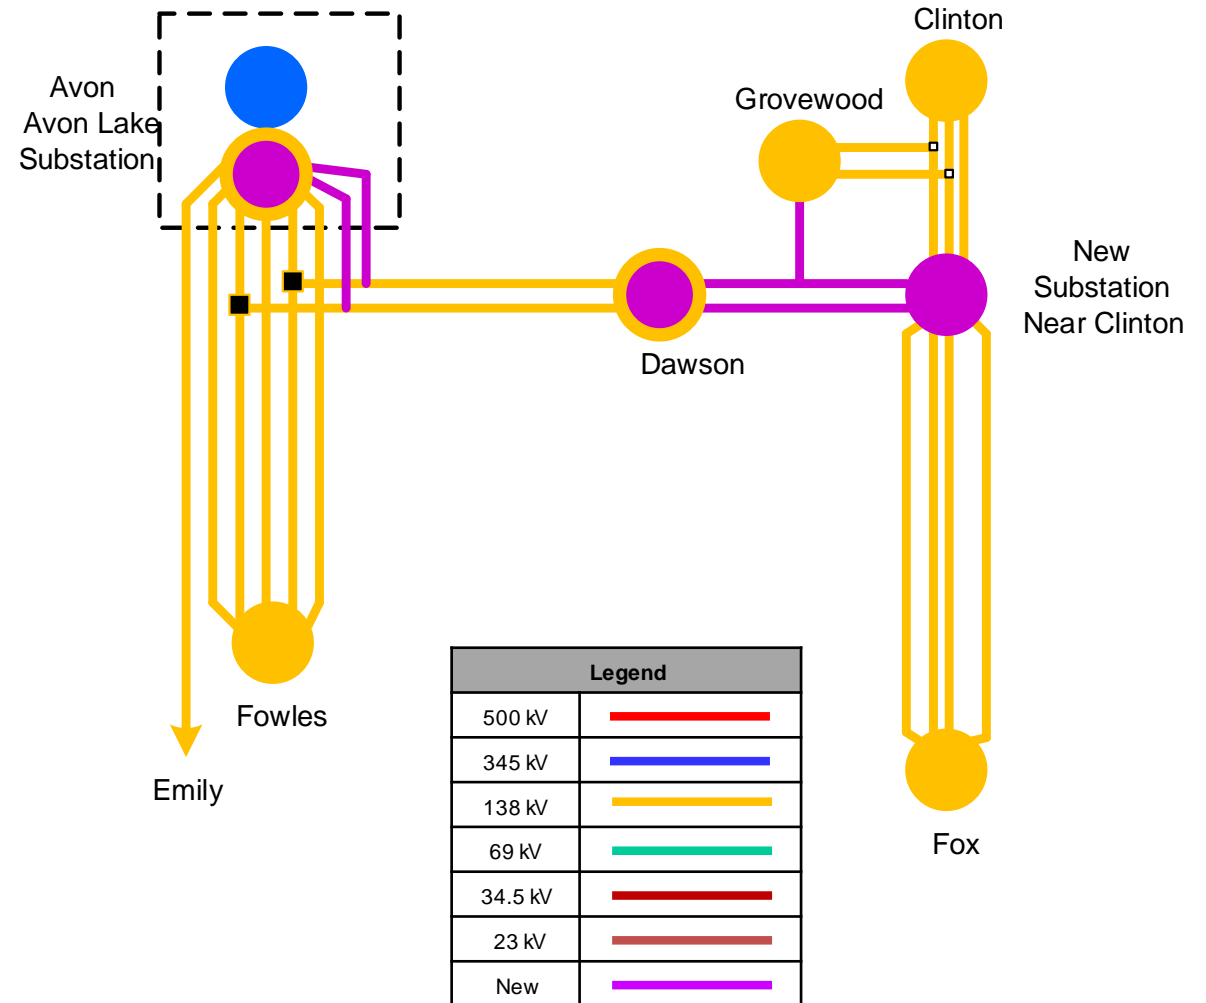 Clinton
Grovewood
Avon
Avon Lake
Substation
New
Substation
Near Clinton
Dawson
Fowles
Emily
Fox
Legend
500 kV
345 kV
138 kV
69 kV
34.5 kV
23 kV
New